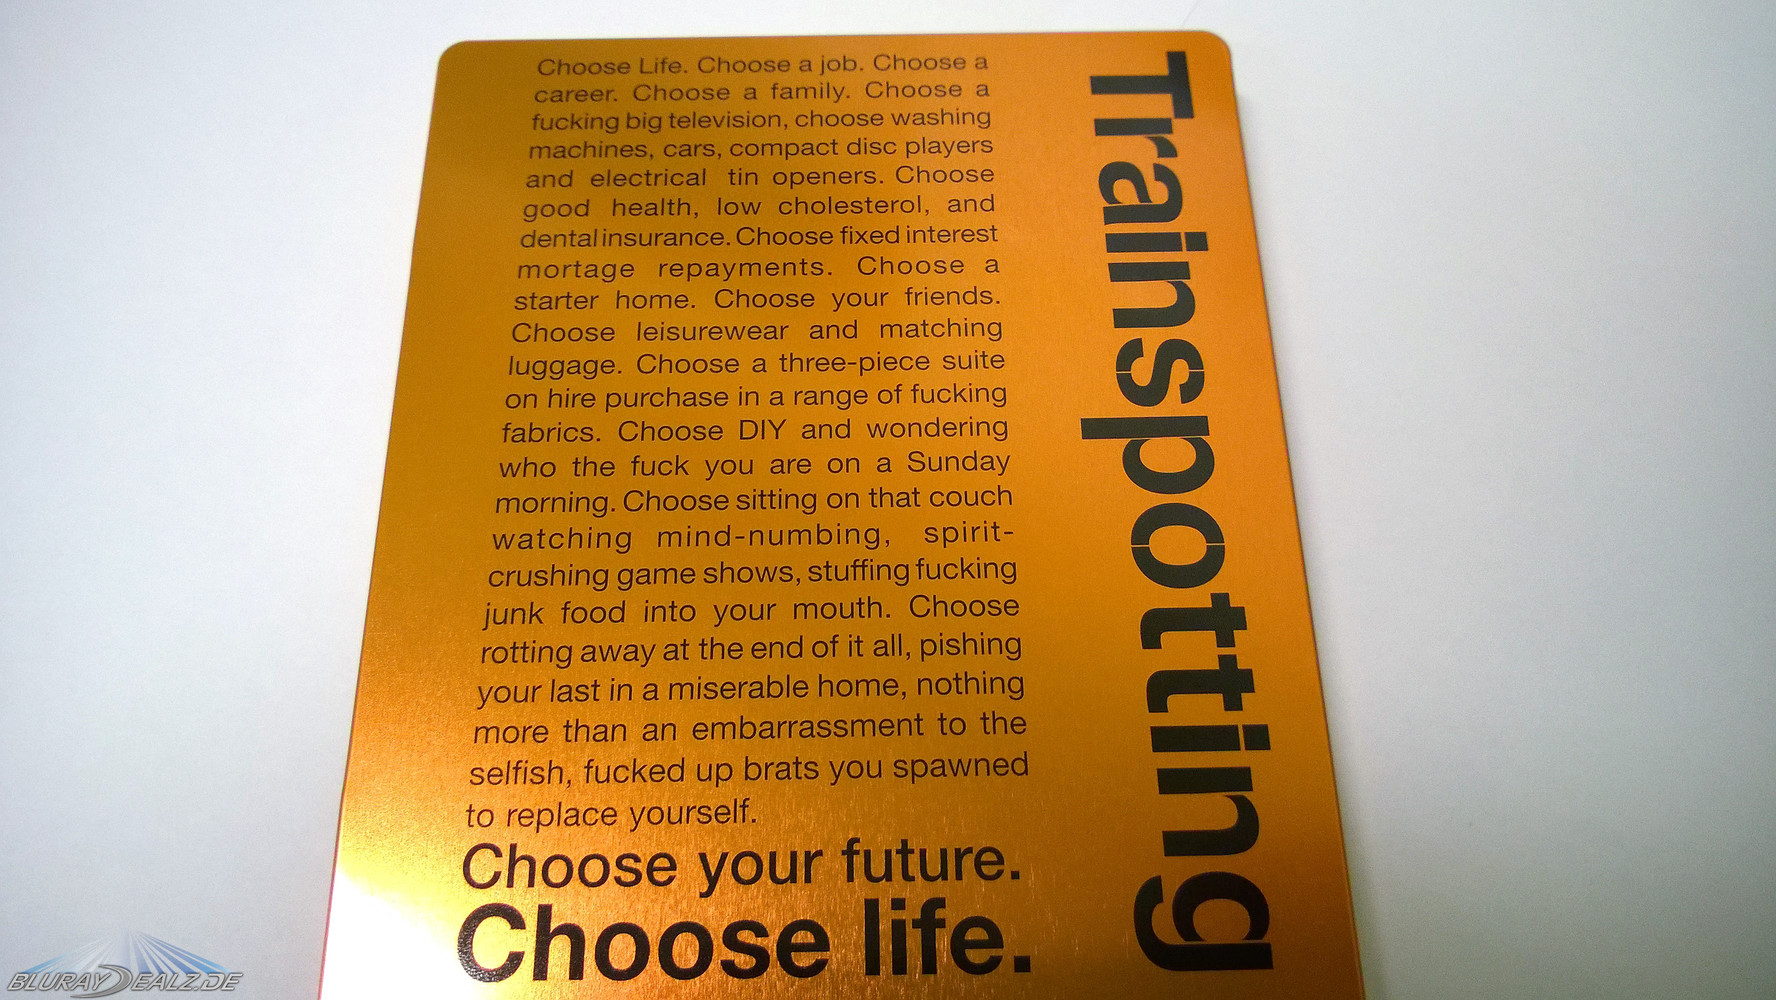 Choose Life. Choose a job. Choose a
career. Choose a family. Choose a
fucking big television, choose washing
machines, cars, compact disc players
and electrical tin openers. Choose
good health, low cholesterol, and
dental insurance. Choose fixed interest
mortage repayments. Choose a
starter home. Choose your friends.
Choose leisurewear and matching
luggage. Choose a three-piece suite
on hire purchase in a range of fucking
fabrics. Choose DIY and wondering
who the fuck you are on a Sunday
morning. Choose sitting on that couch
watching mind-numbing, spirit-
crushing game shows, stuffing fucking
junk food into your mouth. Choose
rotting away at the end of it all, pishing
your last in a miserable home, nothing
more than an embarrassment to the
selfish, fucked up brats you spawned
to replace yourself.
Choose your future.
Choose life.
Trainspotting
BLURAYDEALZ.DE